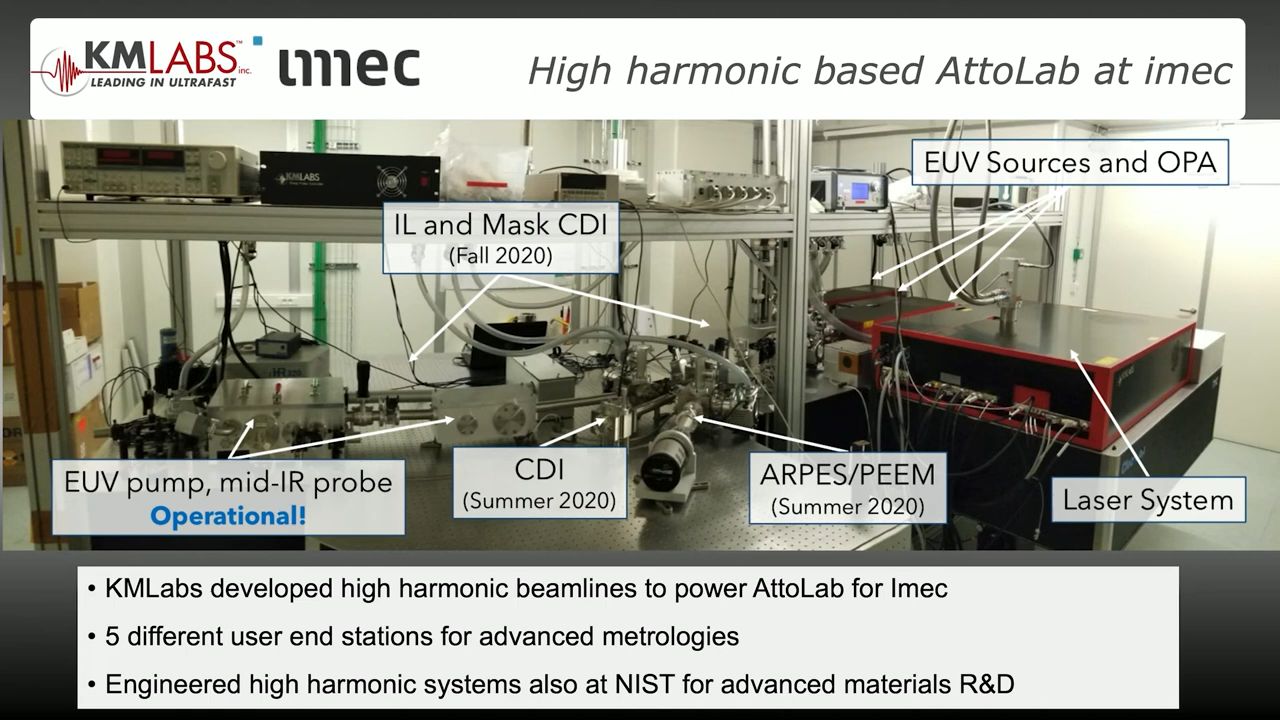 KMLABS™ inc.
LEADING IN ULTRAFAST
imec
High harmonic based AttoLab at imec
EUV Sources and OPA
KMLABS
IL and Mask CDI
(Fall 2020)
EUV pump, mid-IR probe
Operational!
CDI
(Summer 2020)
ARPES/PEEM
(Summer 2020)
Laser System
• KMLabs developed high harmonic beamlines to power AttoLab for Imec
• 5 different user end stations for advanced metrologies
• Engineered high harmonic systems also at NIST for advanced materials R&D